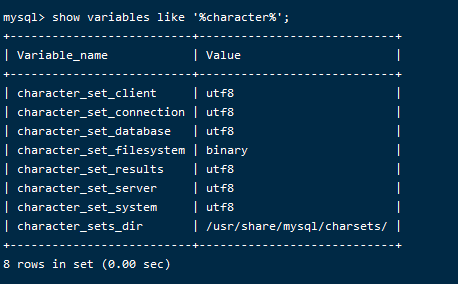 mysql> show variables like '%character%';
+--------------------------+----------------------------+
| Variable_name            | Value                      |
+--------------------------+----------------------------+
| character_set_client     | utf8                       |
| character_set_connection | utf8                       |
| character_set_database   | utf8                       |
| character_set_filesystem | binary                     |
| character_set_results    | utf8                       |
| character_set_server     | utf8                       |
| character_set_system     | utf8                       |
| character_sets_dir       | /usr/share/mysql/charsets/ |
+--------------------------+----------------------------+
8 rows in set (0.00 sec)